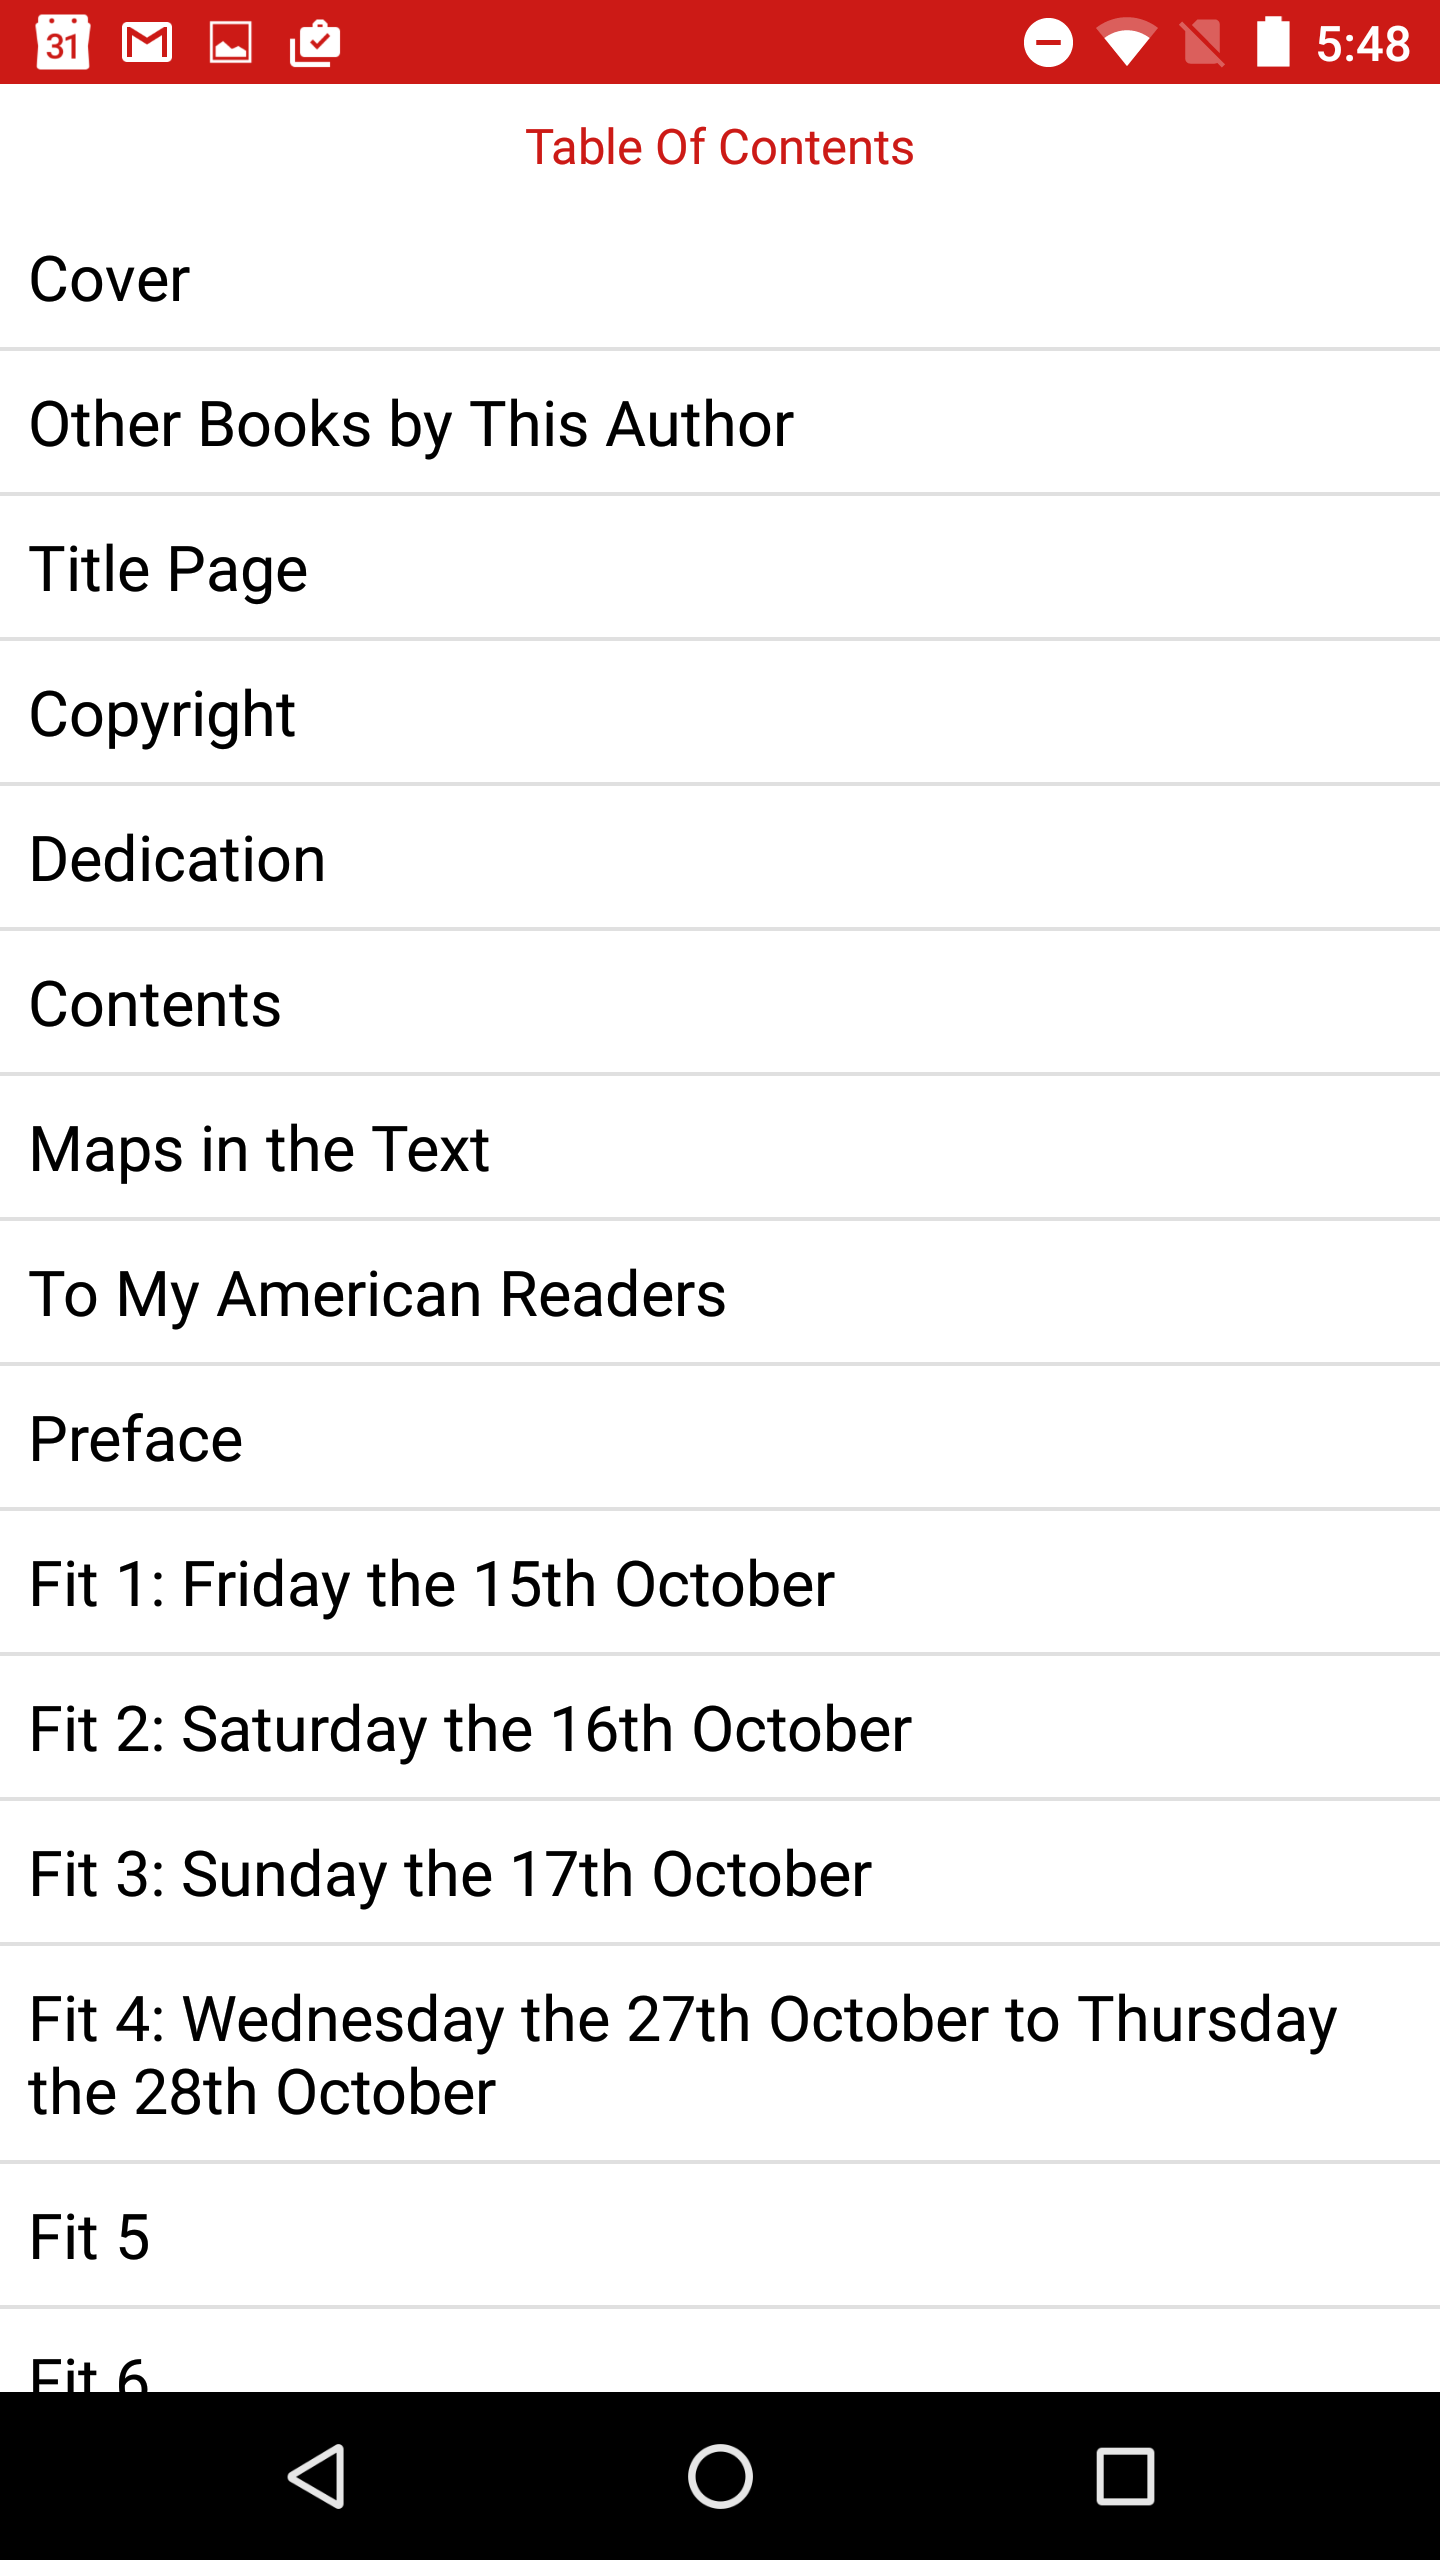 31
5:48
Table Of Contents
Cover
Other Books by This Author
Title Page
Copyright
Dedication
Contents
Maps in the Text
To My American Readers
Preface
Fit 1: Friday the 15th October
Fit 2: Saturday the 16th October
Fit 3: Sunday the 17th October
Fit 4: Wednesday the 27th October to Thursday
the 28th October
Fit 5
Fit 6